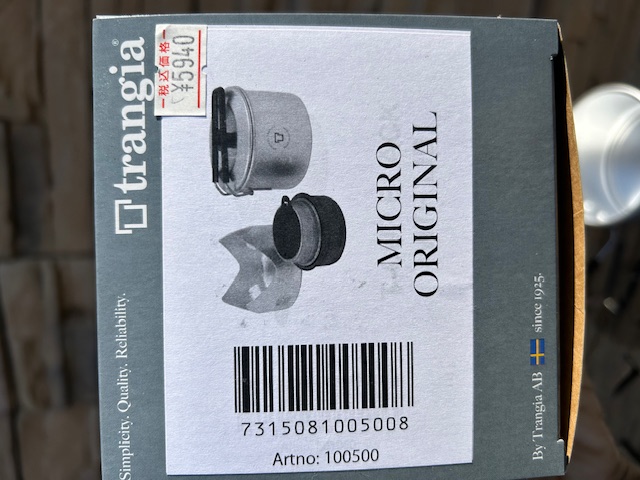 trangia®
税込価格
¥5940
MICRO
ORIGINAL
7315081005008
Artno: 100500
Simplicity. Quality. Reliability.
By Trangia AB since 1925.